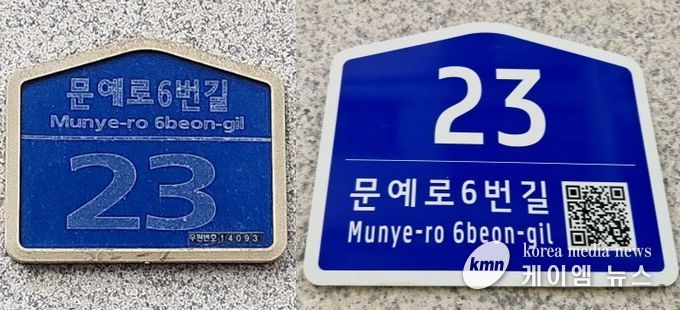 문예로6번길
Munye-ro 6beon-gil
23
우편번호 14093
23
문예로6번길
Munye-ro 6beon-gil
kmn korea media news
케이엠 뉴스